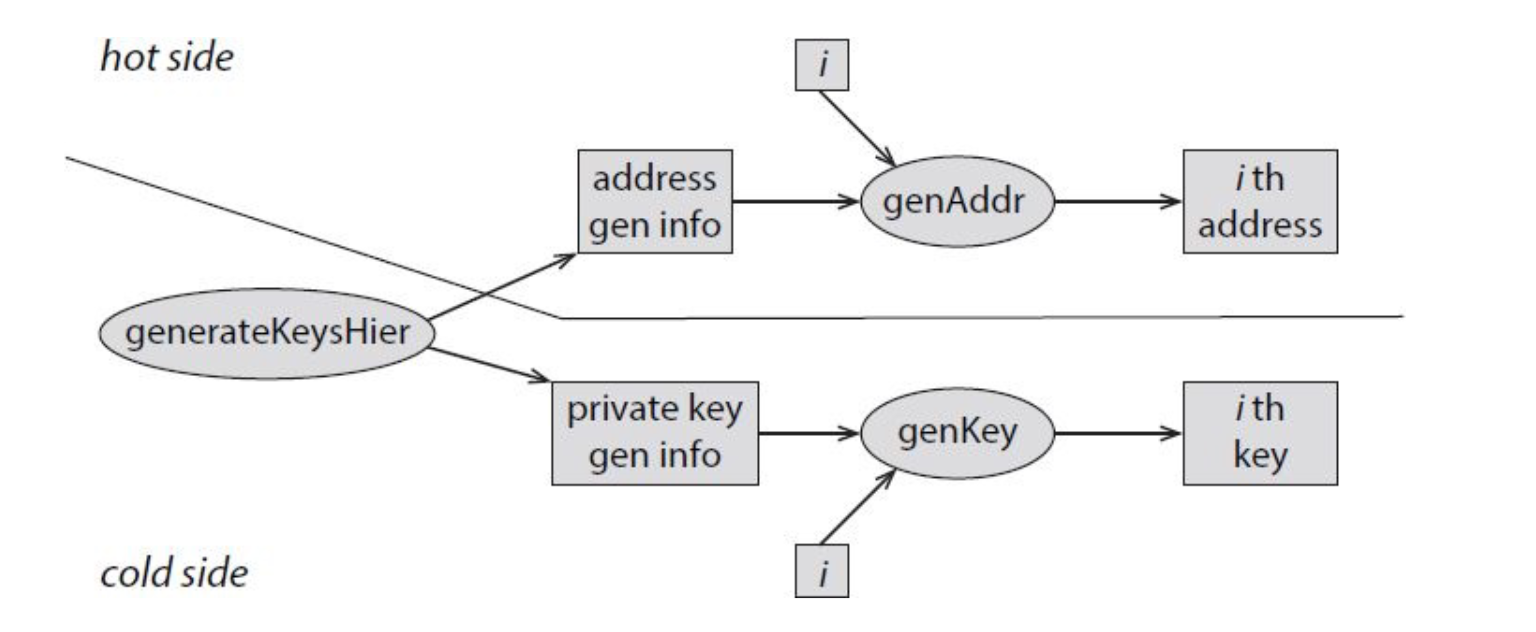 hot side
i
address
gen info
genAddr
i th
address
generateKeysHier
private key
gen info
genKey
i th
key
i
cold side